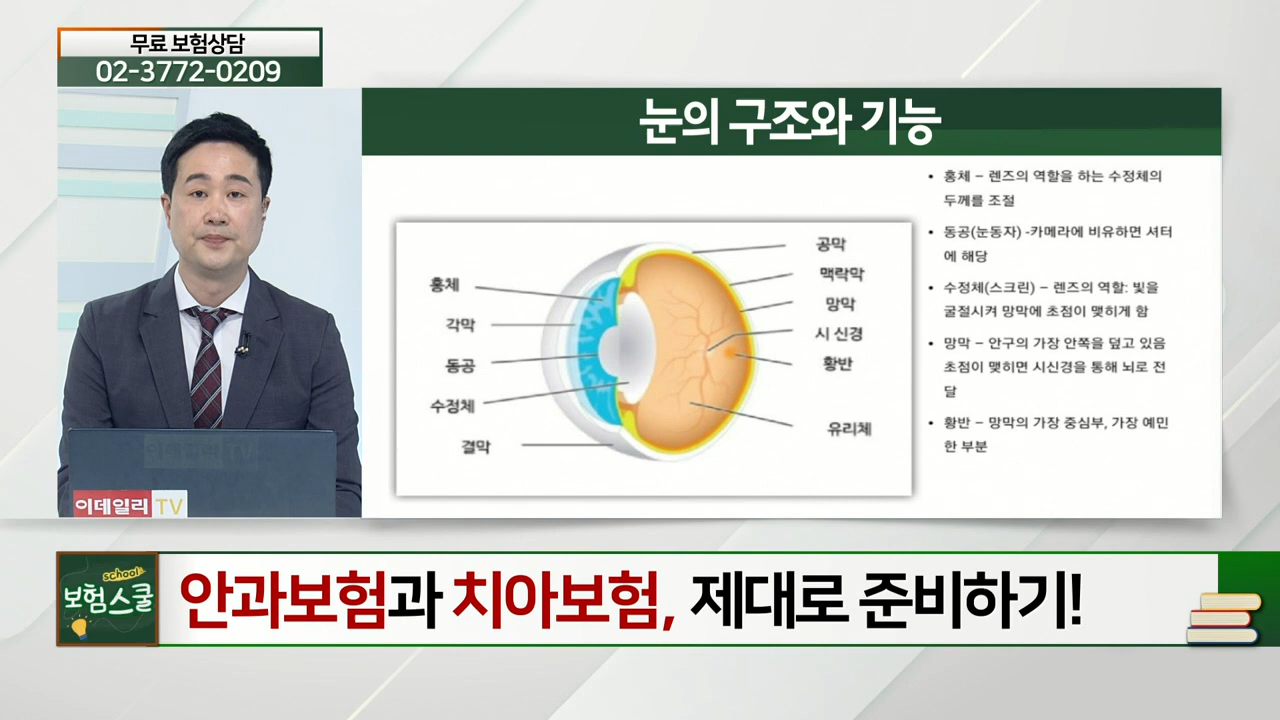 무료 보험상담
02-3772-0209
눈의 구조와 기능
• 홍체 – 렌즈의 역할을 하는 수정체의
두께를 조절
• 동공(눈동자) -카메라에 비유하면 셔터
에 해당
• 수정체(스크린) – 렌즈의 역할: 빛을
굴절시켜 망막에 초점이 맺히게 함
• 망막 – 안구의 가장 안쪽을 덮고 있음
초점이 맺히면 시신경을 통해 뇌로 전
달
• 황반 – 망막의 가장 중심부, 가장 예민
한 부분
홍체
각막
동공
수정체
결막
공막
맥락막
망막
시 신경
황반
유리체
이데일리 TV
이데일리 TV
school
보험스쿨
안과보험과 치아보험, 제대로 준비하기!